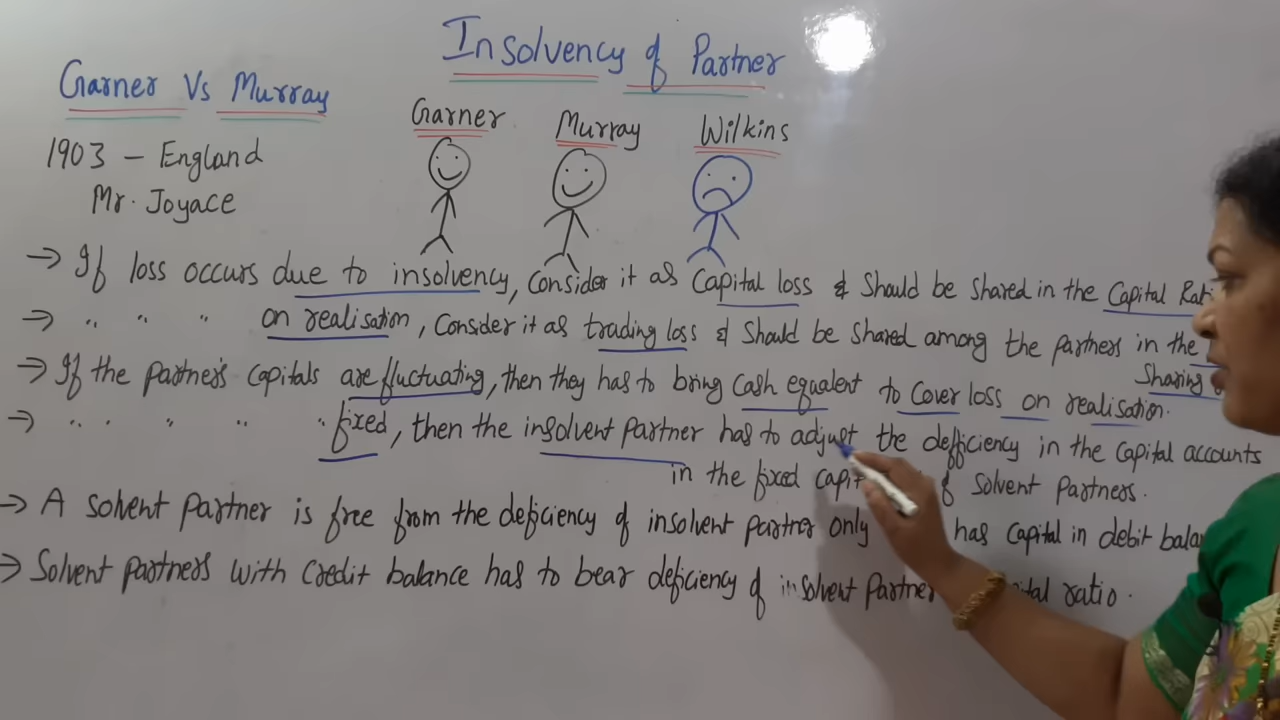 Insolvency of Partner
Garner Vs Murray
1903 - England
Mr. Joyace
Garner
Murray
Wilkins
→ If loss occurs due to insolvency, Consider it as Capital loss & Should be Shared in the Capital
→ " " " on realisation, Consider it as trading loss & Should be Shared among the partners in the
Sharing
→ If the partner's Capitals are fluctuating, then they has to bring Cash equalent to Cover loss on realisation.
→ " " " " fixed, then the insolvent partner has to adjust the defficiency in the Capital accounts
in the fixed Solvent Partners.
→ A Solvent Partner is free from the deficiency of insolvent partner only has Capital in debit
→ Solvent partners with Credit balance has to bear deficiency of insolvent Partner ratio.